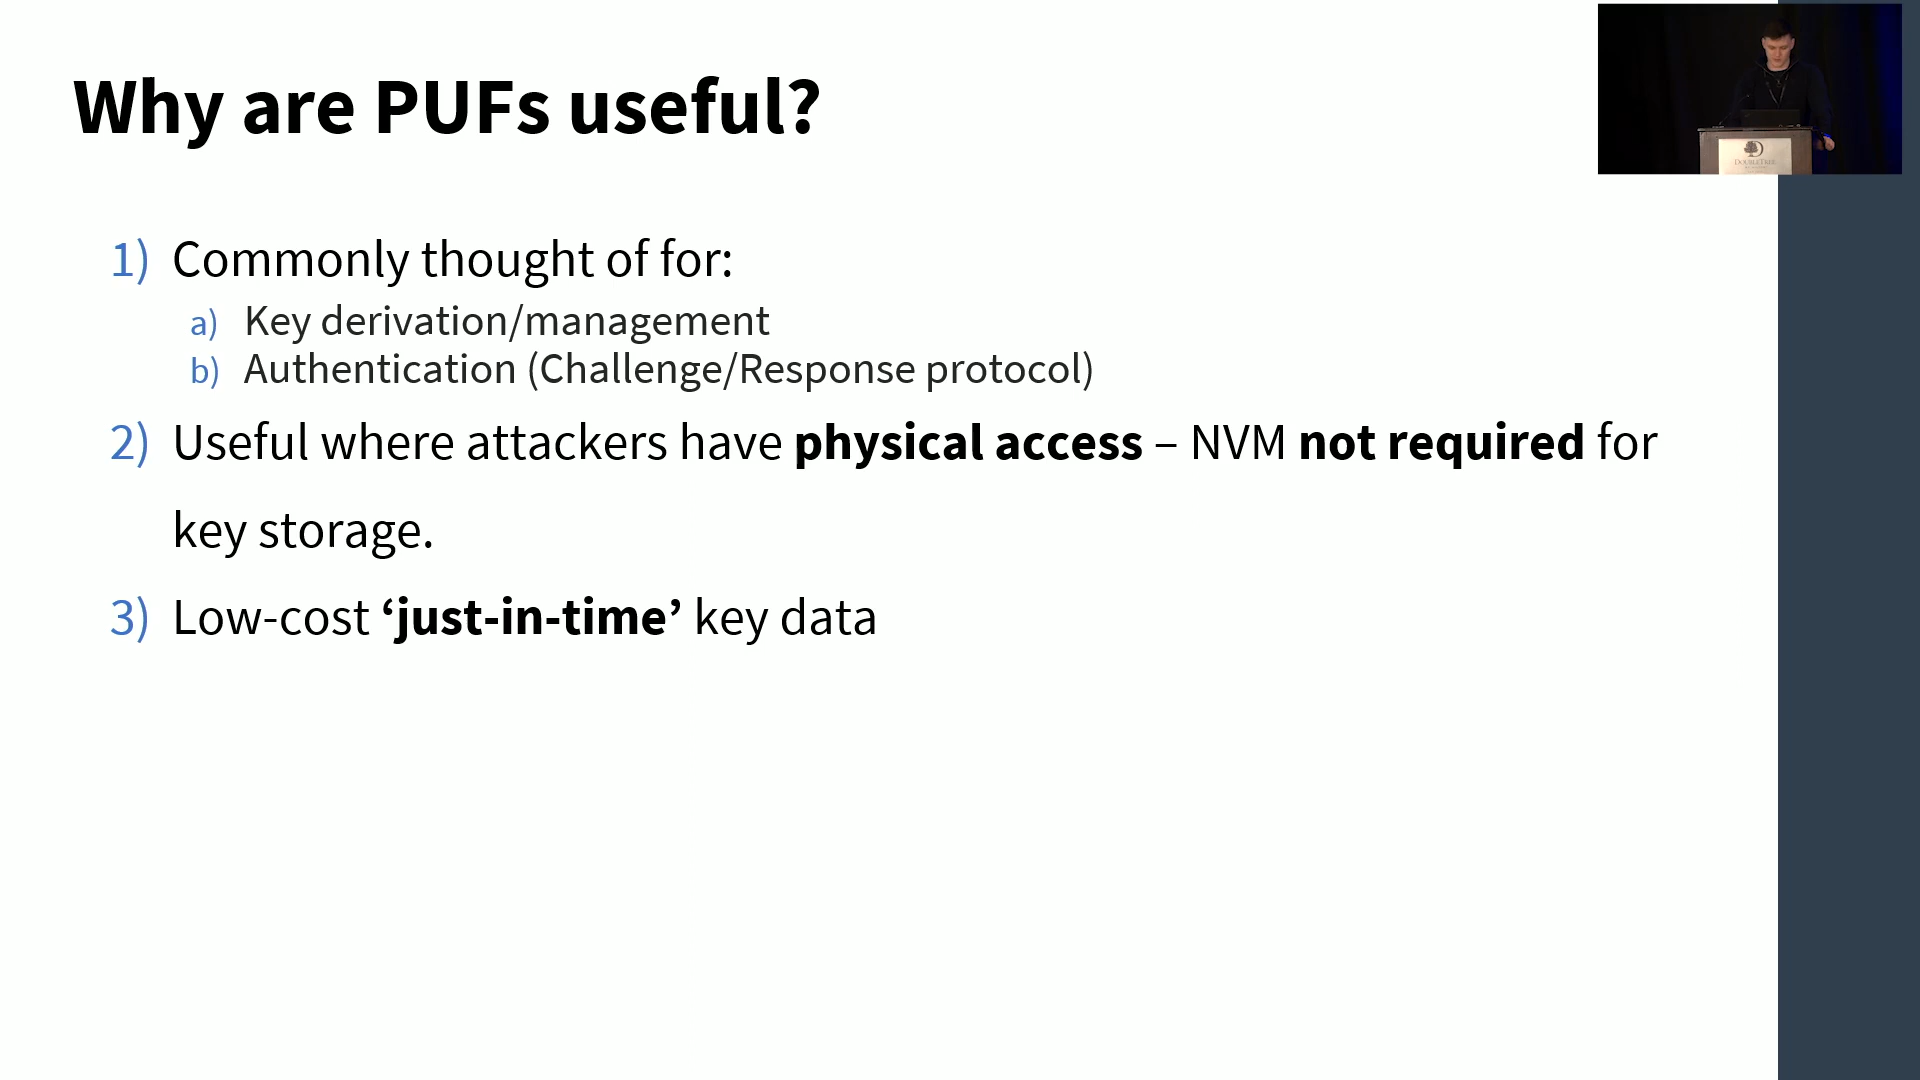 Why are PUFs useful?
1) Commonly thought of for:
a) Key derivation/management
b) Authentication (Challenge/Response protocol)
2) Useful where attackers have physical access – NVM not required for
key storage.
3) Low-cost ‘just-in-time’ key data
DOUBLETREE